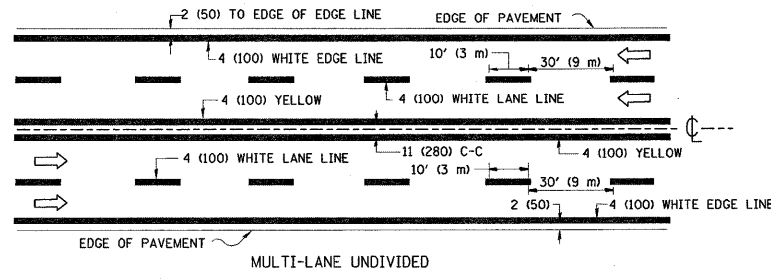 2 (50) TO EDGE OF EDGE LINE
EDGE OF PAVEMENT
4 (100) WHITE EDGE LINE
10' (3 m)
30' (9 m)
4 (100) YELLOW
4 (100) WHITE LANE LINE
CL
4 (100) WHITE LANE LINE
11 (280) C-C
4 (100) YELLOW
10' (3 m)
30' (9 m)
2 (50)
4 (100) WHITE EDGE LINE
EDGE OF PAVEMENT
MULTI-LANE UNDIVIDED